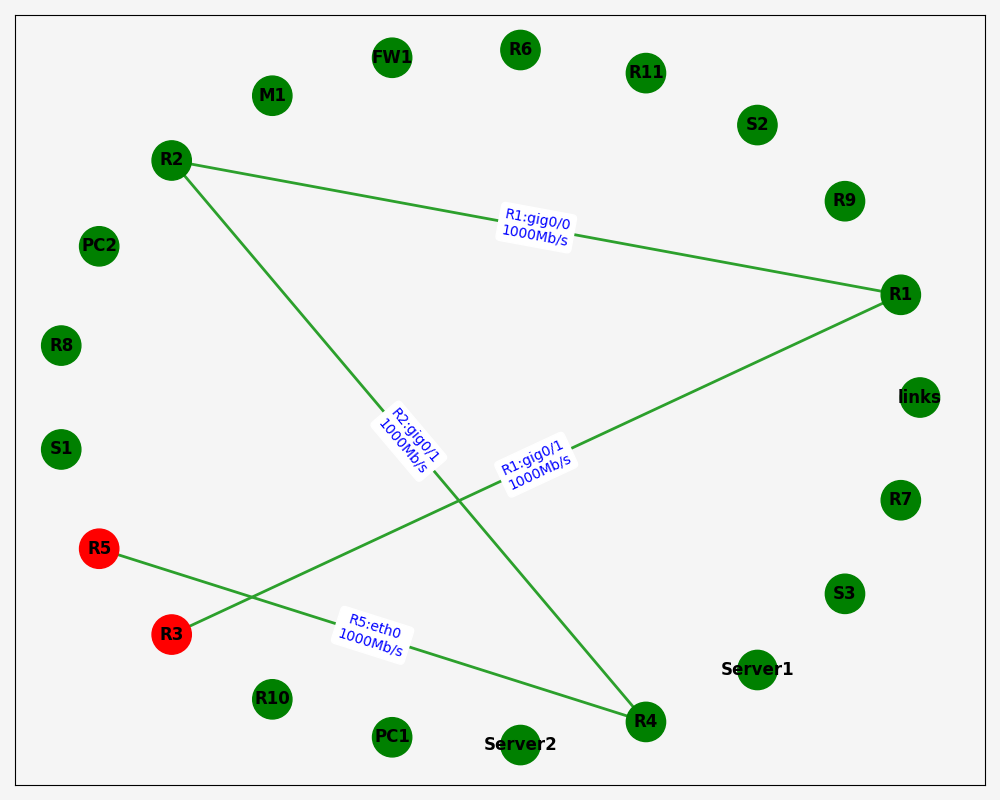 R6
FW1
R11
M1
S2
R2
R9
R1:gig0/0
1000Mb/s
PC2
R1
R8
links
R2:gig0/1
1000Mb/s
S1
R1:gig0/1
1000Mb/s
R7
R5
S3
R5:eth0
1000Mb/s
R3
Server1
R10
R4
PC1
Server2